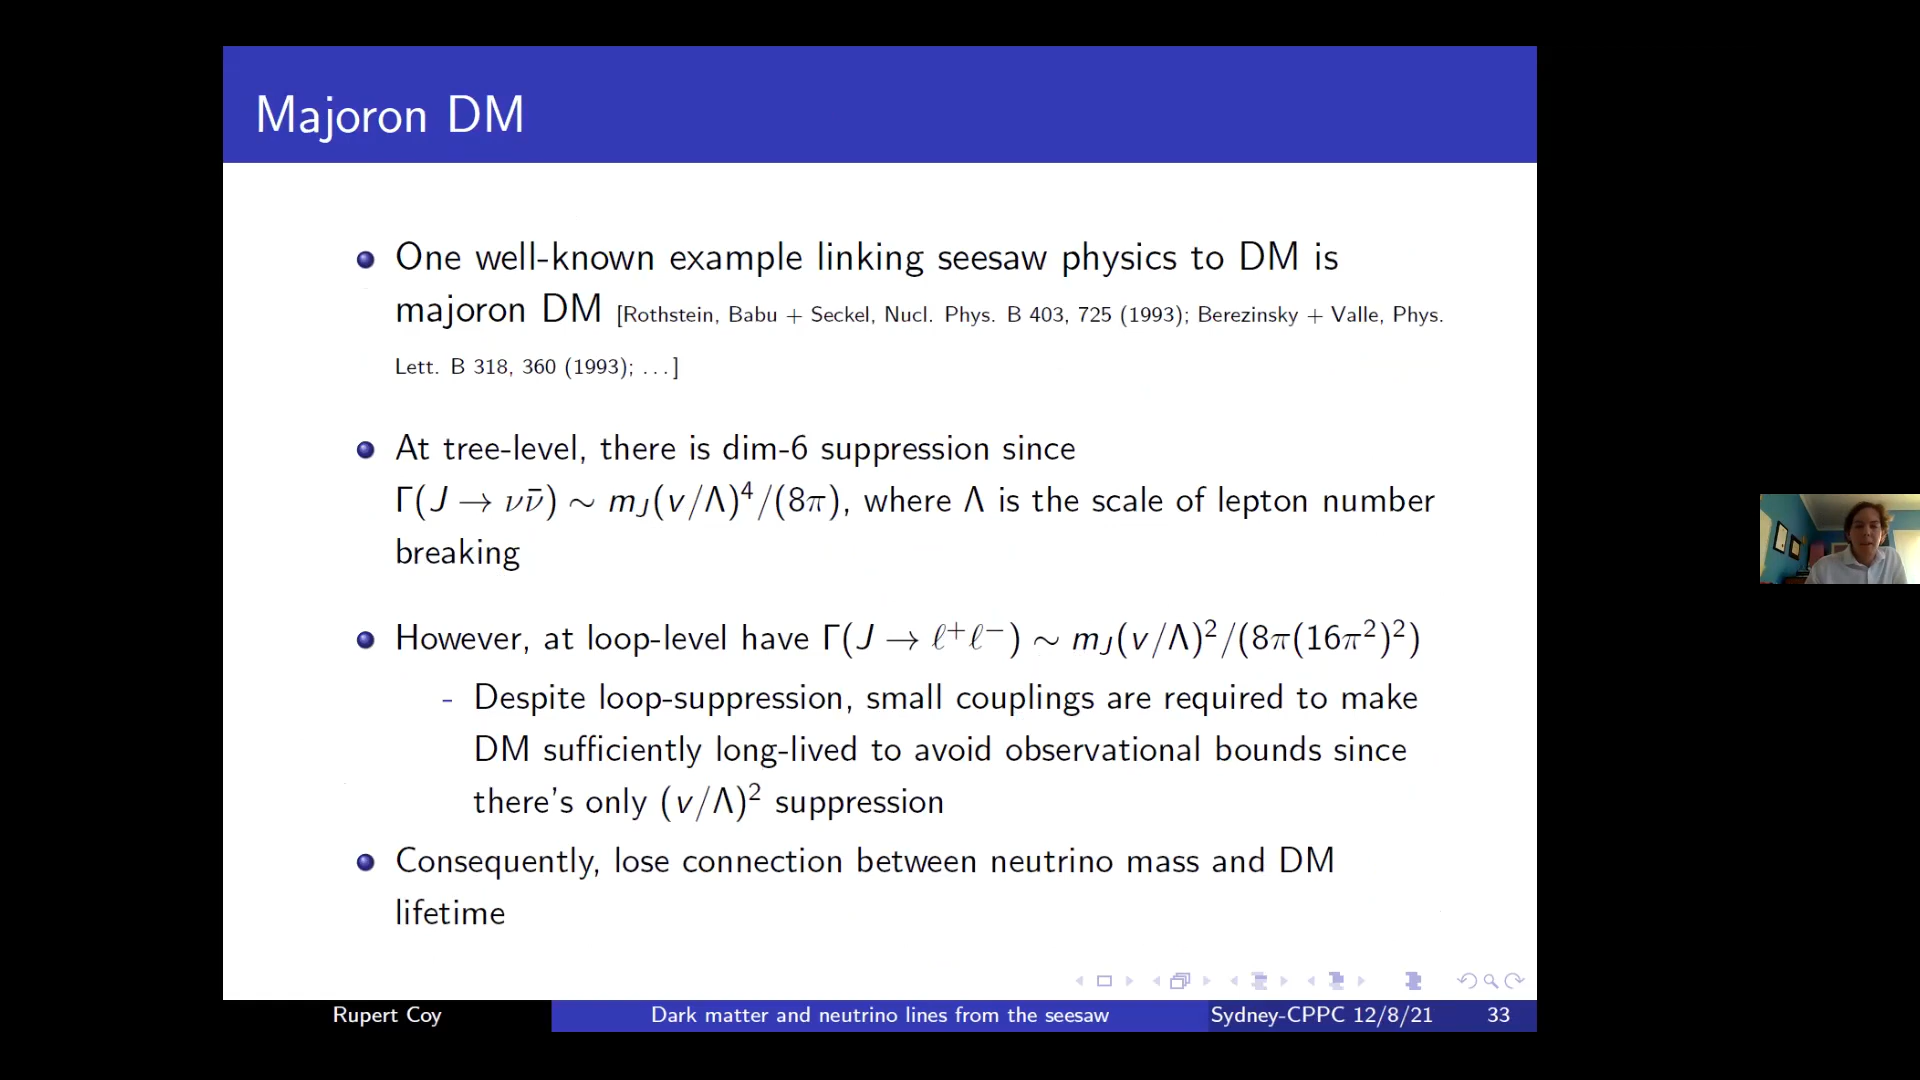 Majoron DM
One well-known example linking seesaw physics to DM is
majoron DM [Rothstein, Babu + Seckel, Nucl. Phys. B 403, 725 (1993); Berezinsky + Valle, Phys.
Lett. B 318, 360 (1993); ...]
At tree-level, there is dim-6 suppression since
Γ(J → νν̄) ∼ m_J(v/Λ)⁴/(8π), where Λ is the scale of lepton number
breaking
However, at loop-level have Γ(J → ℓ⁺ℓ⁻) ∼ m_J(v/Λ)²/(8π(16π²)²)
- Despite loop-suppression, small couplings are required to make
DM sufficiently long-lived to avoid observational bounds since
there's only (v/Λ)² suppression
Consequently, lose connection between neutrino mass and DM
lifetime
Rupert Coy Dark matter and neutrino lines from the seesaw Sydney-CPPC 12/8/21 33